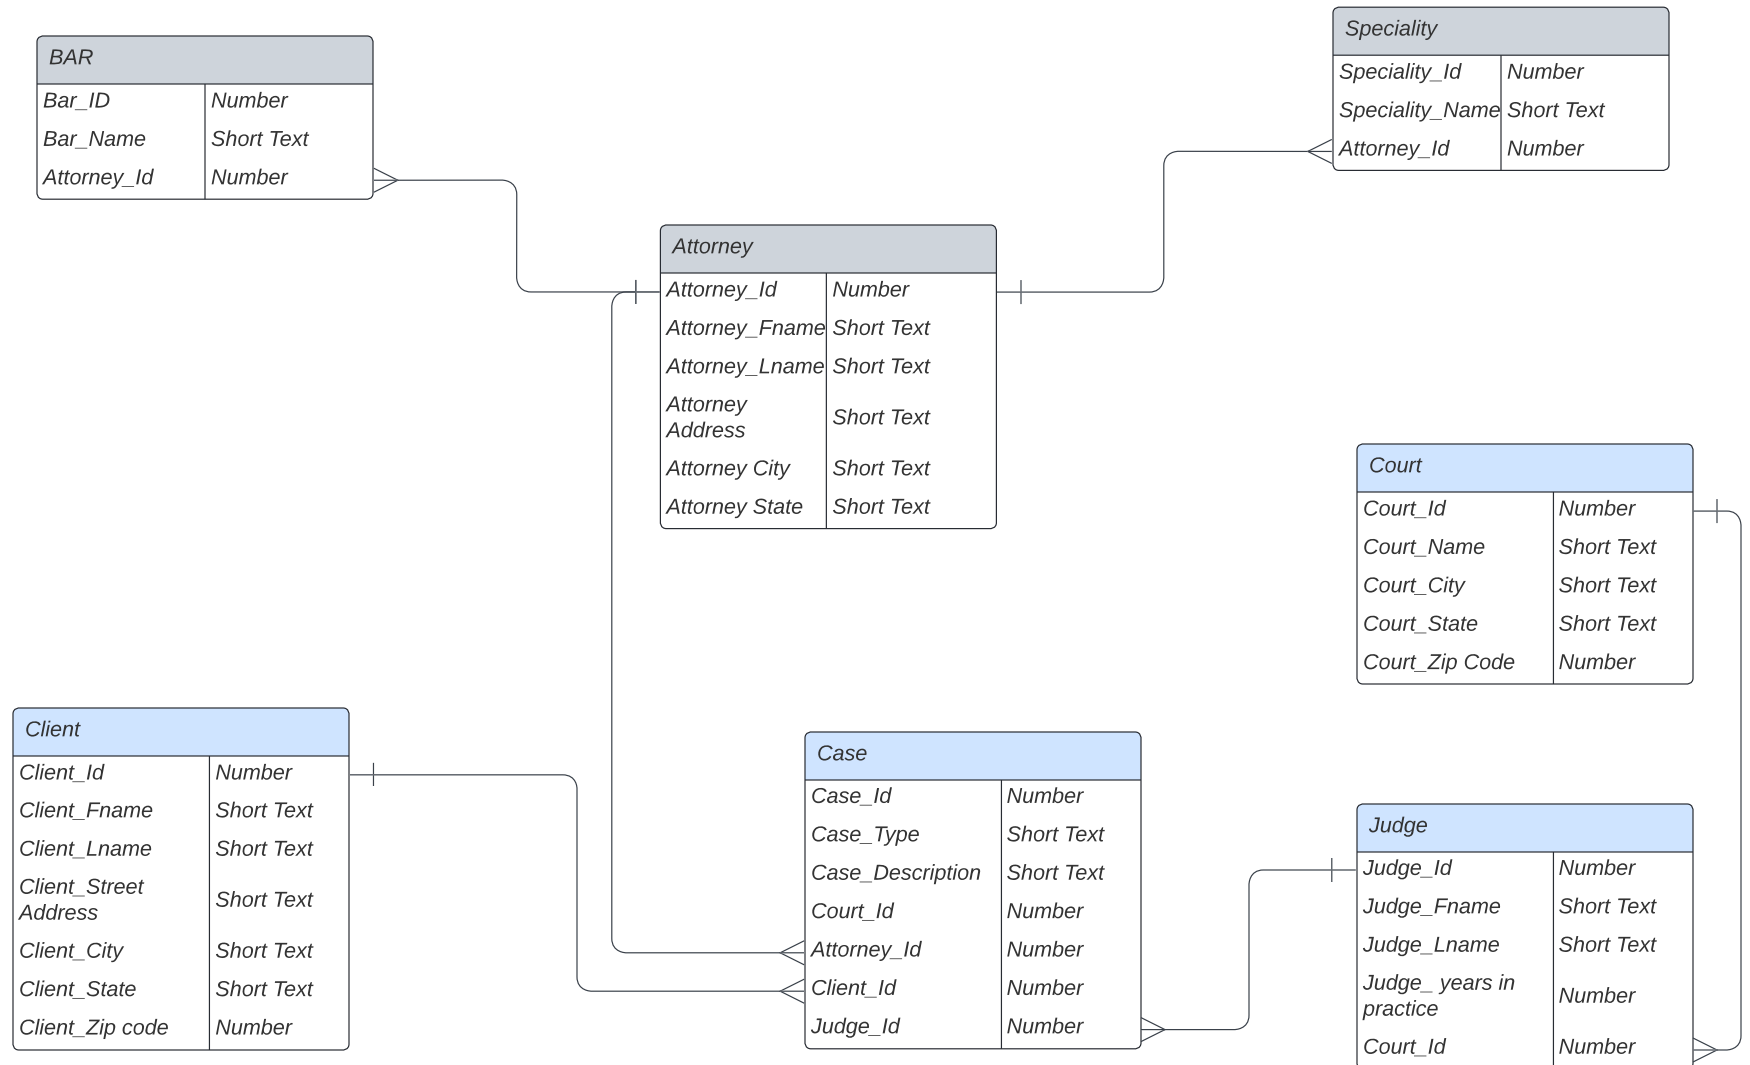 BAR
Bar_ID Number
Bar_Name Short Text
Attorney_Id Number
Speciality
Speciality_Id Number
Speciality_Name Short Text
Attorney_Id Number
Attorney
Attorney_Id Number
Attorney_Fname Short Text
Attorney_Lname Short Text
Attorney
Address Short Text
Attorney City Short Text
Attorney State Short Text
Court
Court_Id Number
Court_Name Short Text
Court_City Short Text
Court_State Short Text
Court_Zip Code Number
Client
Client_Id Number
Client_Fname Short Text
Client_Lname Short Text
Client_Street
Address Short Text
Client_City Short Text
Client_State Short Text
Client_Zip code Number
Case
Case_Id Number
Case_Type Short Text
Case_Description Short Text
Court_Id Number
Attorney_Id Number
Client_Id Number
Judge_Id Number
Judge
Judge_Id Number
Judge_Fname Short Text
Judge_Lname Short Text
Judge_ years in
practice Number
Court_Id Number